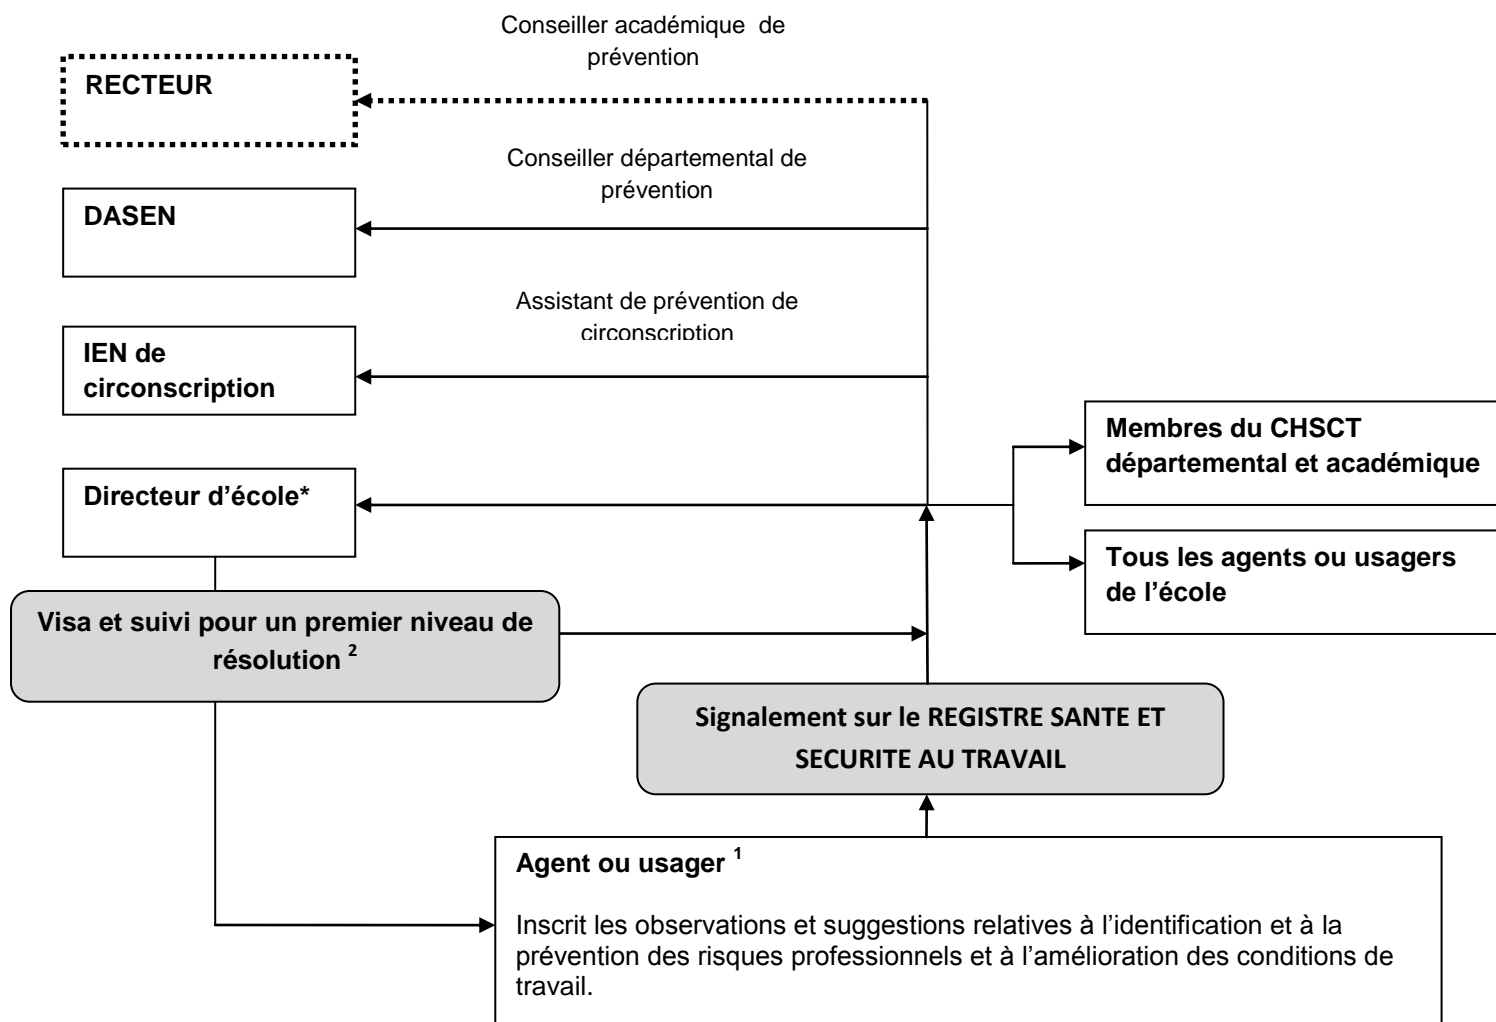 Conseiller académique de
prévention
RECTEUR
Conseiller départemental de
prévention
DASEN
Assistant de prévention de
circonscription
IEN de
circonscription
Membres du CHSCT
départemental et académique
Directeur d’école*
Tous les agents ou usagers
de l’école
Visa et suivi pour un premier niveau de
résolution 2
Signalement sur le REGISTRE SANTE ET
SECURITE AU TRAVAIL
Agent ou usager 1
Inscrit les observations et suggestions relatives à l’identification et à la
prévention des risques professionnels et à l’amélioration des conditions de
travail.